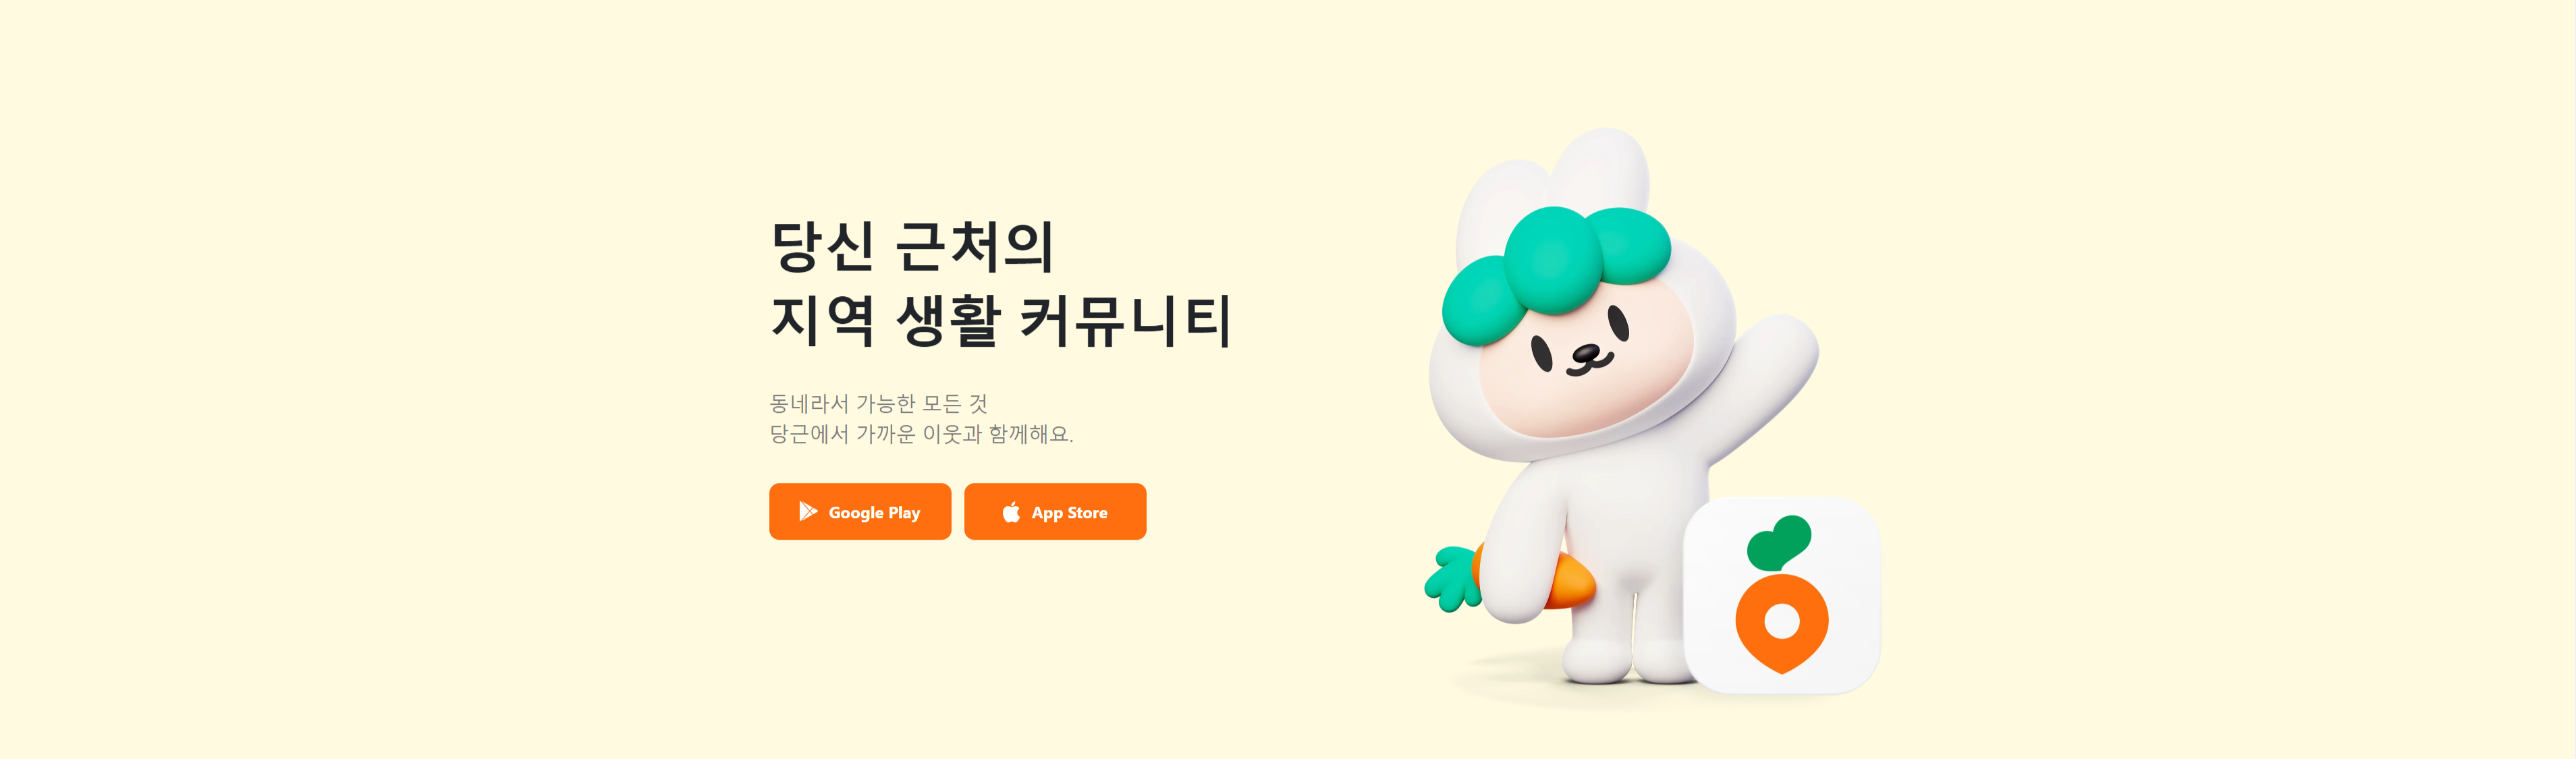 당신 근처의
지역 생활 커뮤니티
동네라서 가능한 모든 것
당근에서 가까운 이웃과 함께해요.
Google Play
App Store